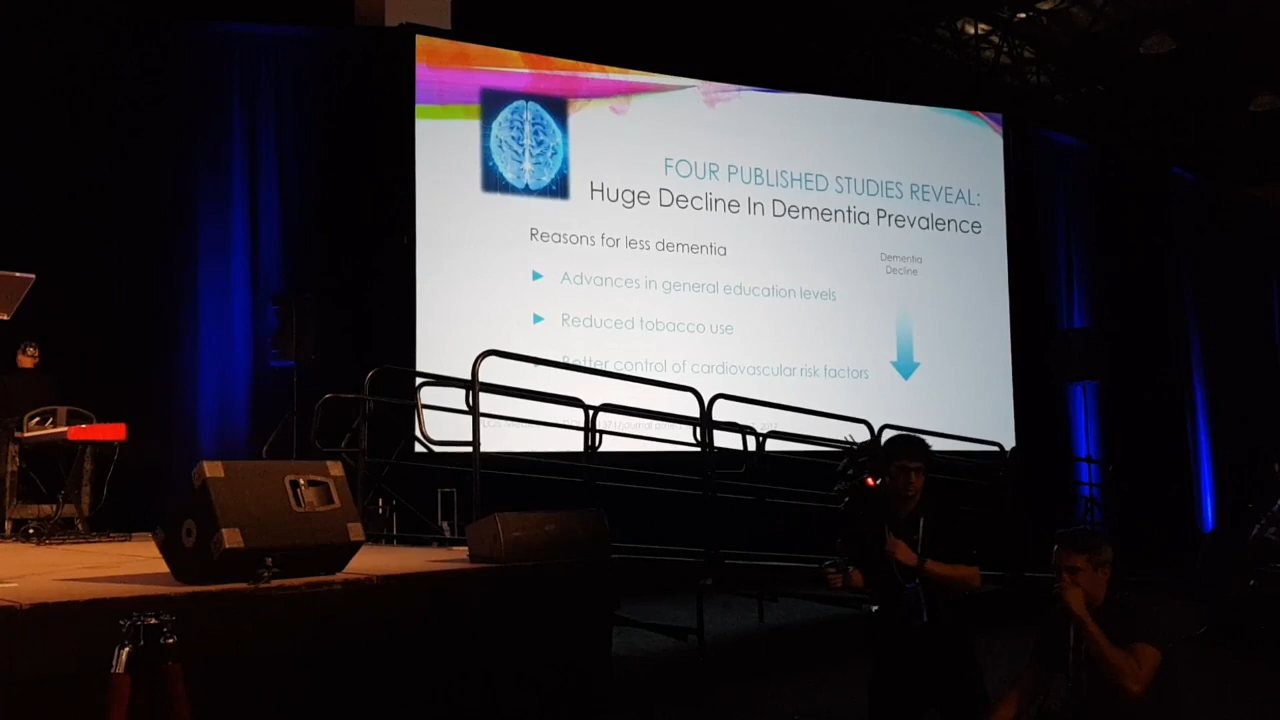 FOUR PUBLISHED STUDIES REVEAL:
Huge Decline In Dementia Prevalence
Reasons for less dementia
Dementia
Decline
Advances in general education levels
Reduced tobacco use
Better control of cardiovascular risk factors